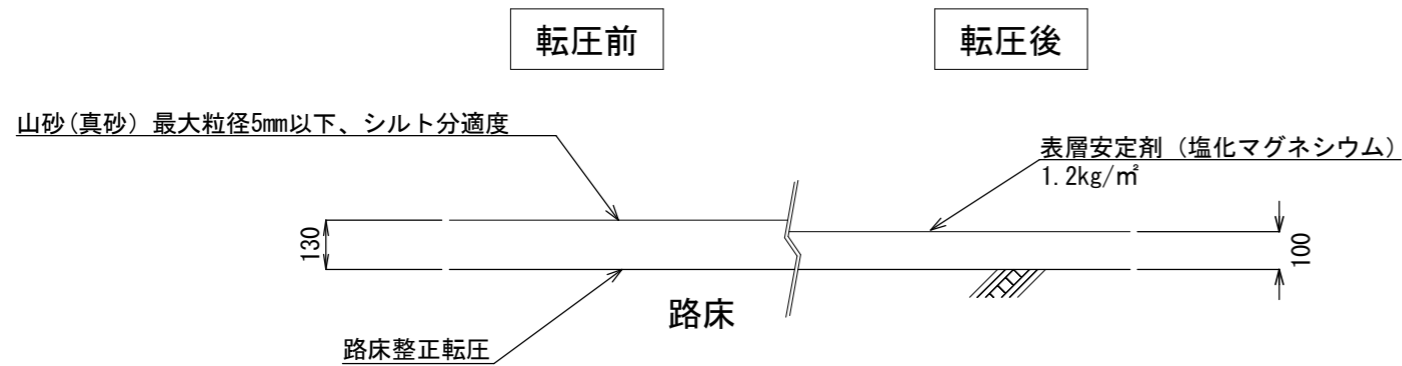 転圧前
転圧後
山砂(真砂) 最大粒径5㎜以下、シルト分適度
表層安定剤 (塩化マグネシウム)
1.2kg/㎡
130
100
路床
路床整正転圧